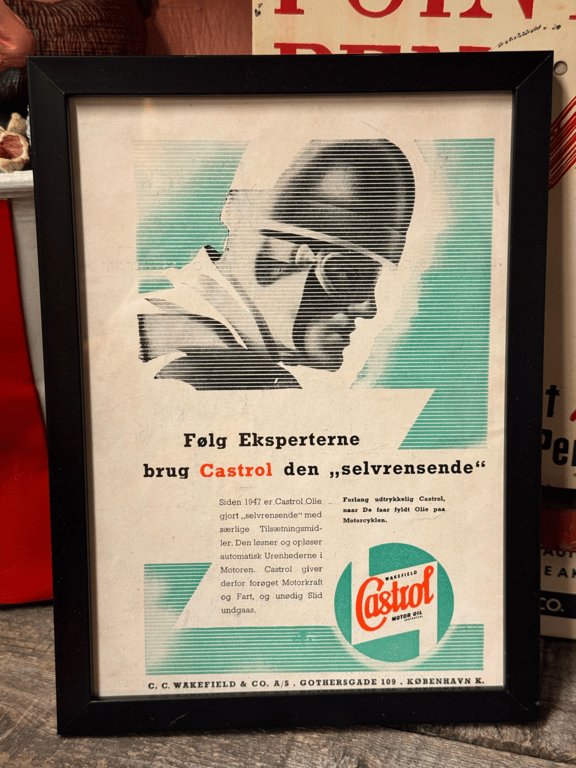 POINT
Følg Eksperterne
brug Castrol den „selvrensende“
Siden 1947 er Castrol Olie
gjort „selvrensende“ med
særlige Tilsætningsmid-
ler. Den løsner og opløser
automatisk Urenhederne i
Motoren. Castrol giver
derfor forøget Motorkraft
og Fart, og unødig Slid
undgaas.
Forlang udtrykkelig Castrol,
naar De faar fyldt Olie paa
Motorcyklen.
WAKEFIELD
Castrol
MOTOR OIL
C. C. WAKEFIELD & CO. A/S . GOTHERSGADE 109 . KØBENHAVN K.
CO.